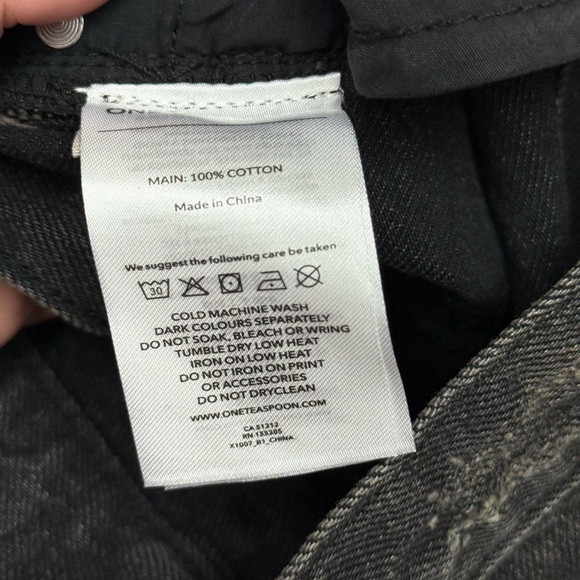 MAIN: 100% COTTON
Made in China
We suggest the following care be taken
30
COLD MACHINE WASH
DARK COLOURS SEPARATELY
DO NOT SOAK, BLEACH OR WRING
TUMBLE DRY LOW HEAT
IRON ON LOW HEAT
DO NOT IRON ON PRINT
OR ACCESSORIES
DO NOT DRYCLEAN
WWW.ONETEASPOON.COM
CA 51312
RN 155385
X1007_B1_CHINA